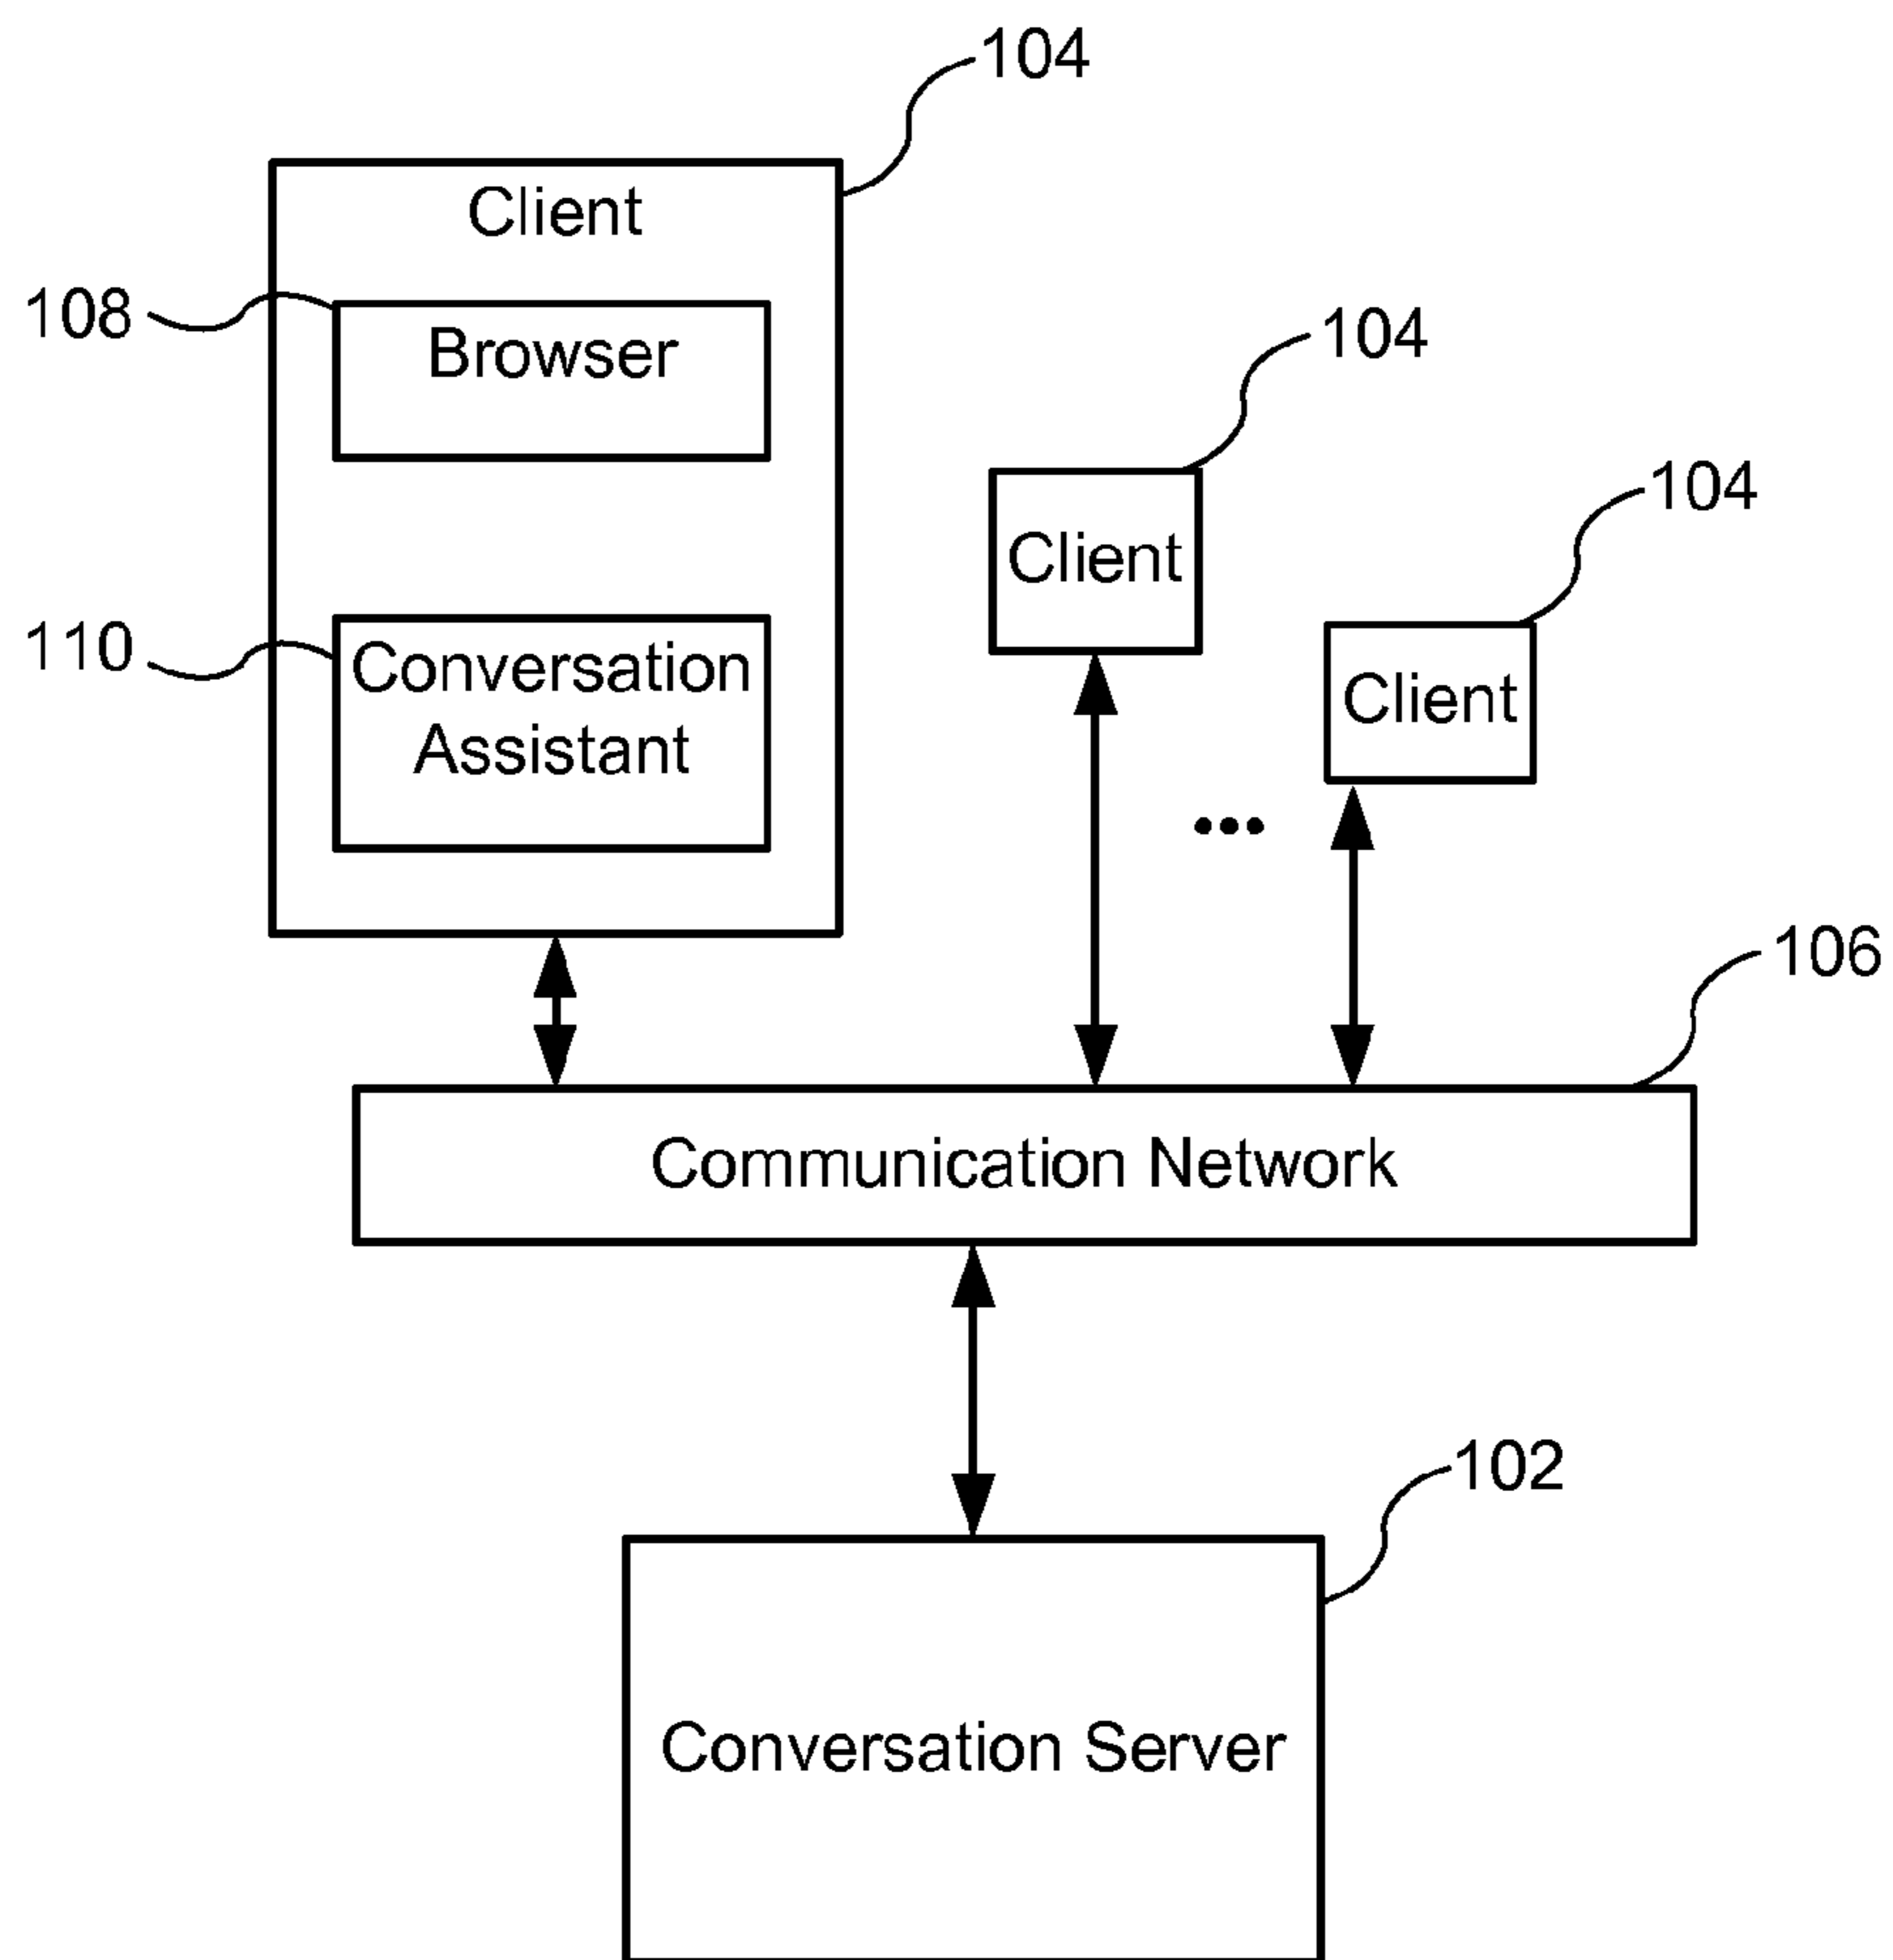 104
Client
108
Browser
104
104
Client
110
Conversation
Assistant
Client
...
106
Communication Network
102
Conversation Server